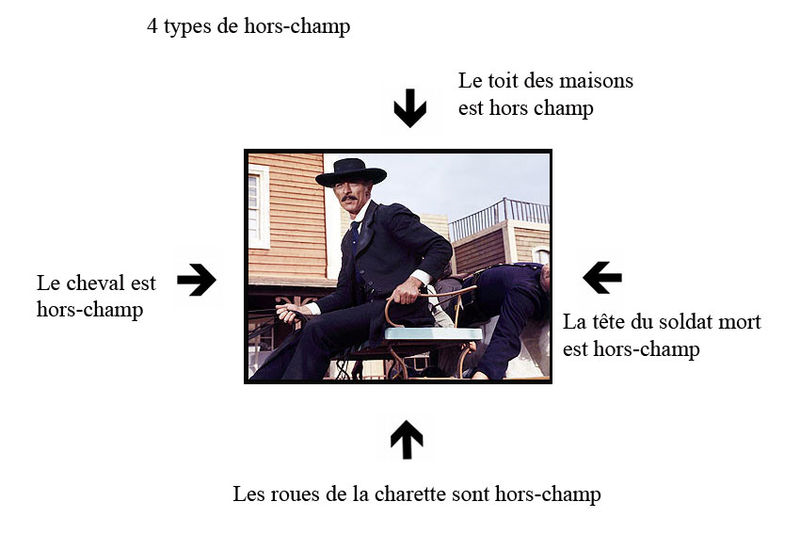 4 types de hors-champ
Le toit des maisons
est hors champ
Le cheval est
hors-champ
La tête du soldat mort
est hors-champ
Les roues de la charette sont hors-champ